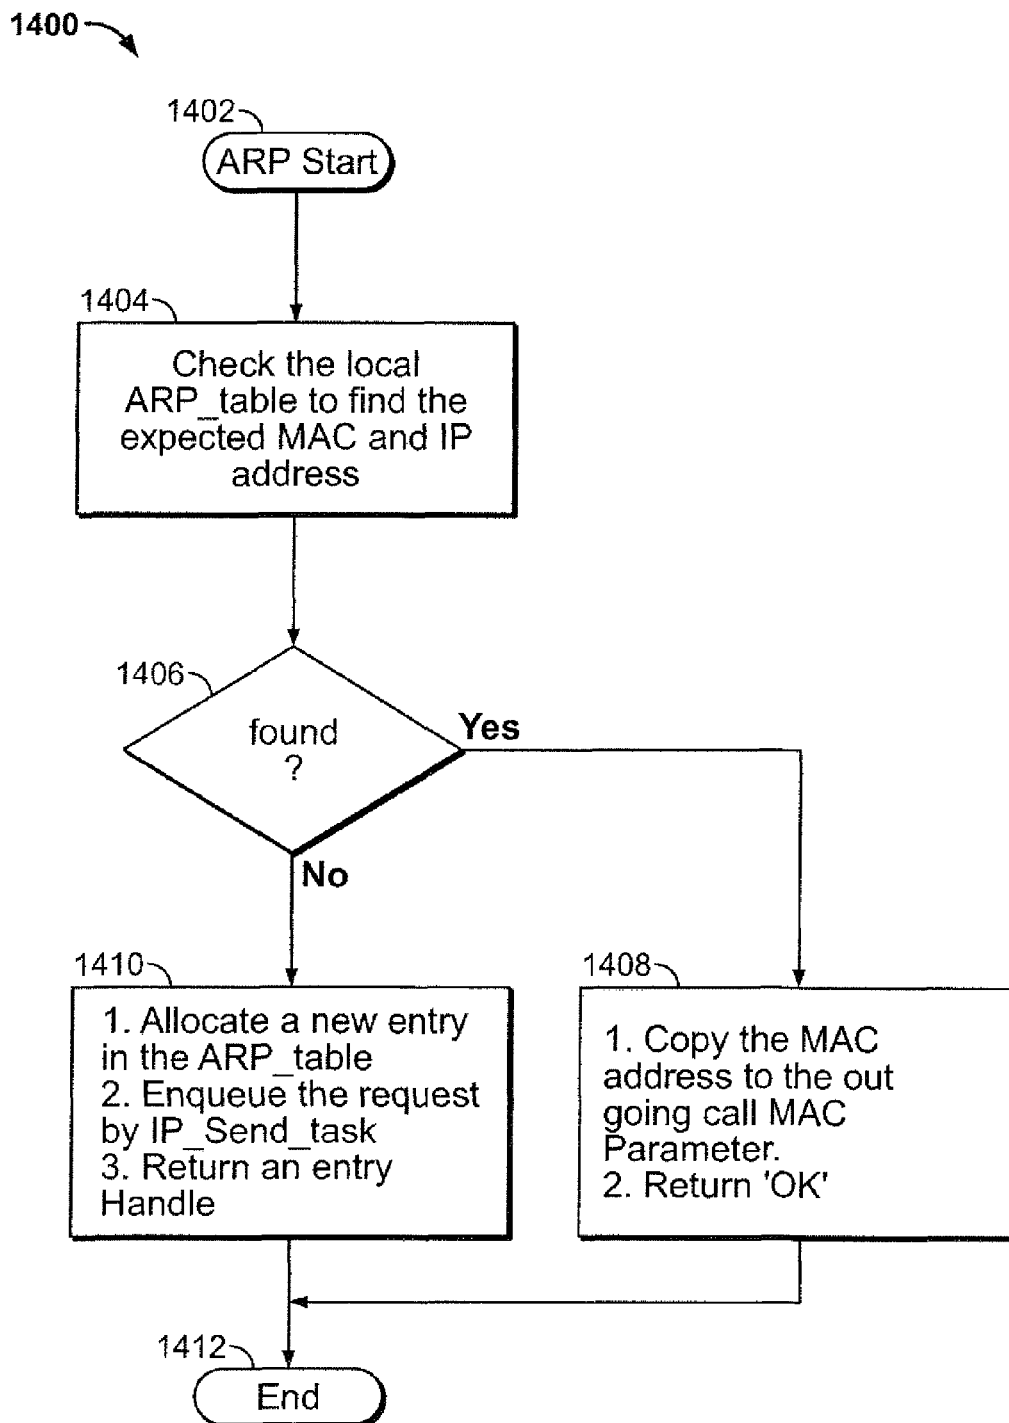 1400
1402
ARP Start
1404
Check the local
ARP_table to find the
expected MAC and IP
address
1406
found
?
Yes
No
1410
1. Allocate a new entry
in the ARP_table
2. Enqueue the request
by IP_Send_task
3. Return an entry
Handle
1408
1. Copy the MAC
address to the out
going call MAC
Parameter.
2. Return 'OK'
1412
End